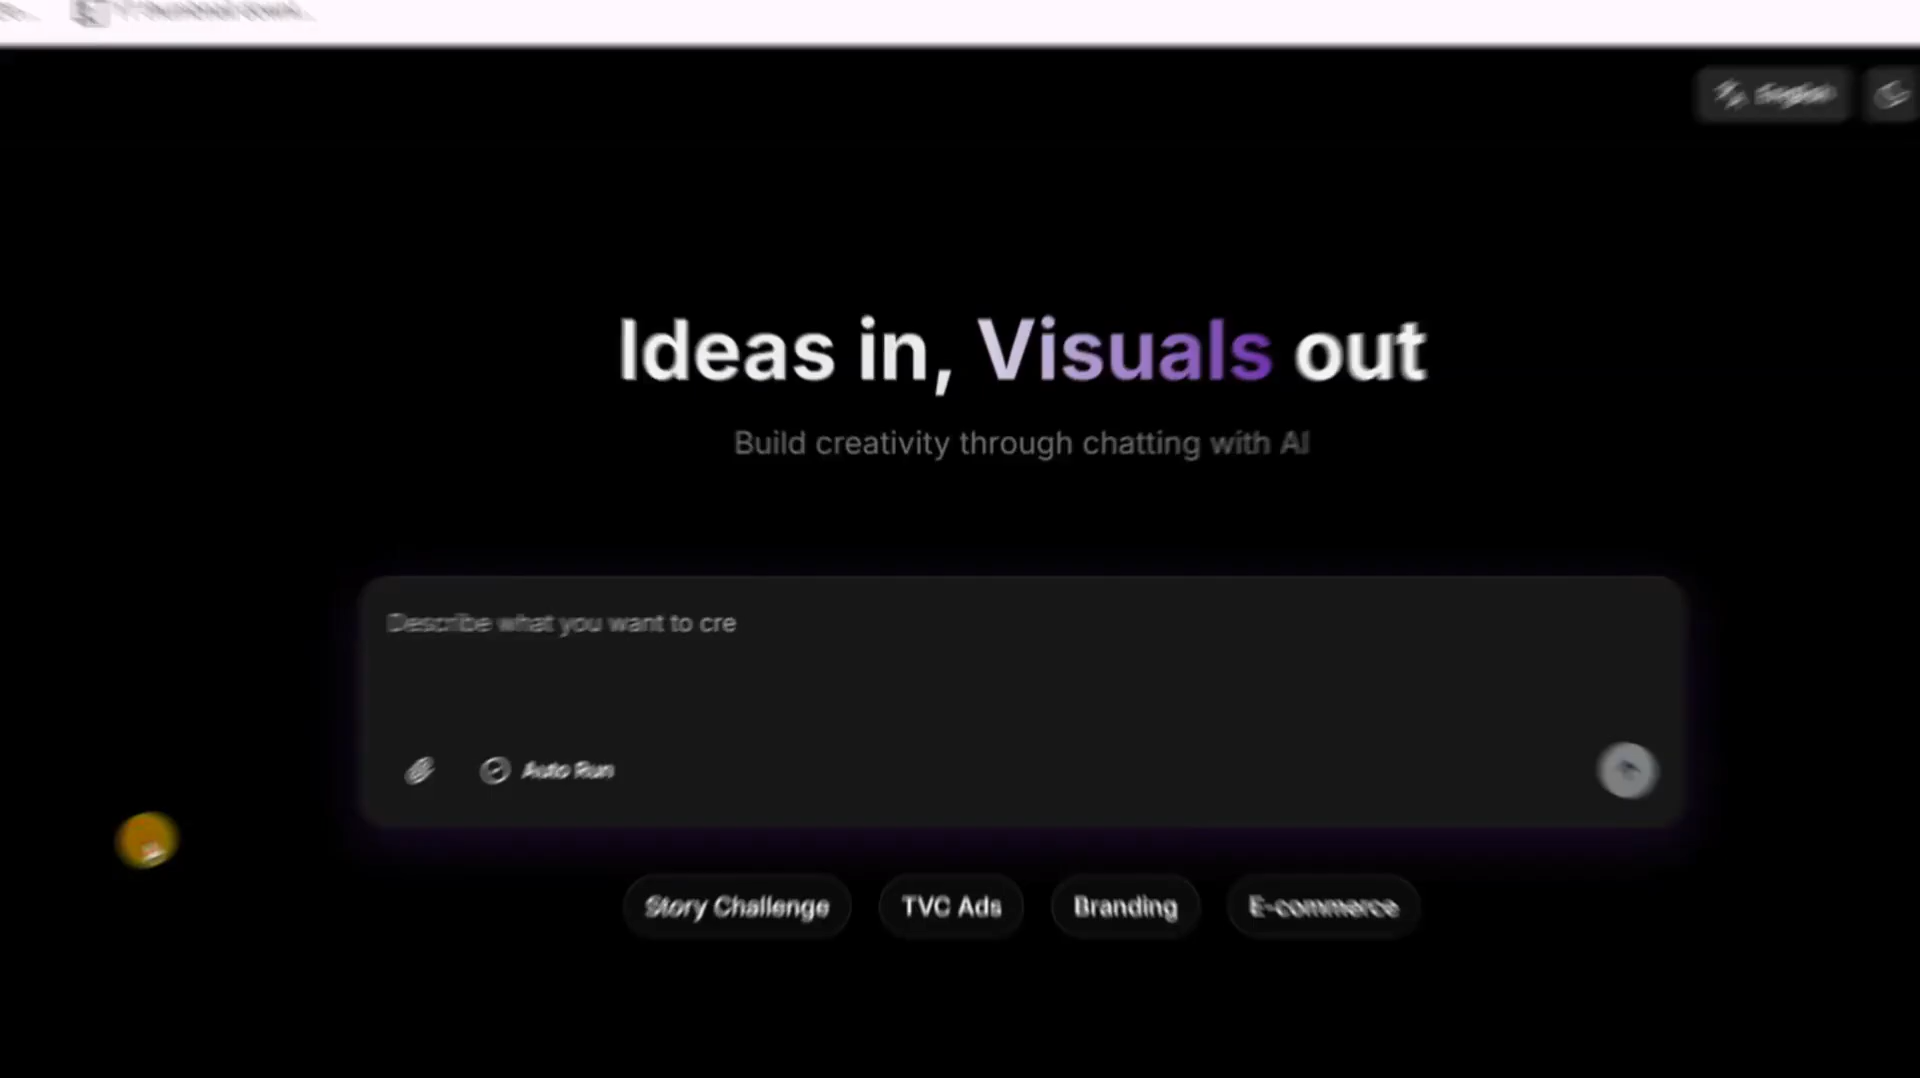 English
Ideas in, Visuals out
Build creativity through chatting with AI
Describe what you want to cre
Auto Run
Story Challenge
TVC Ads
Branding
E-commerce